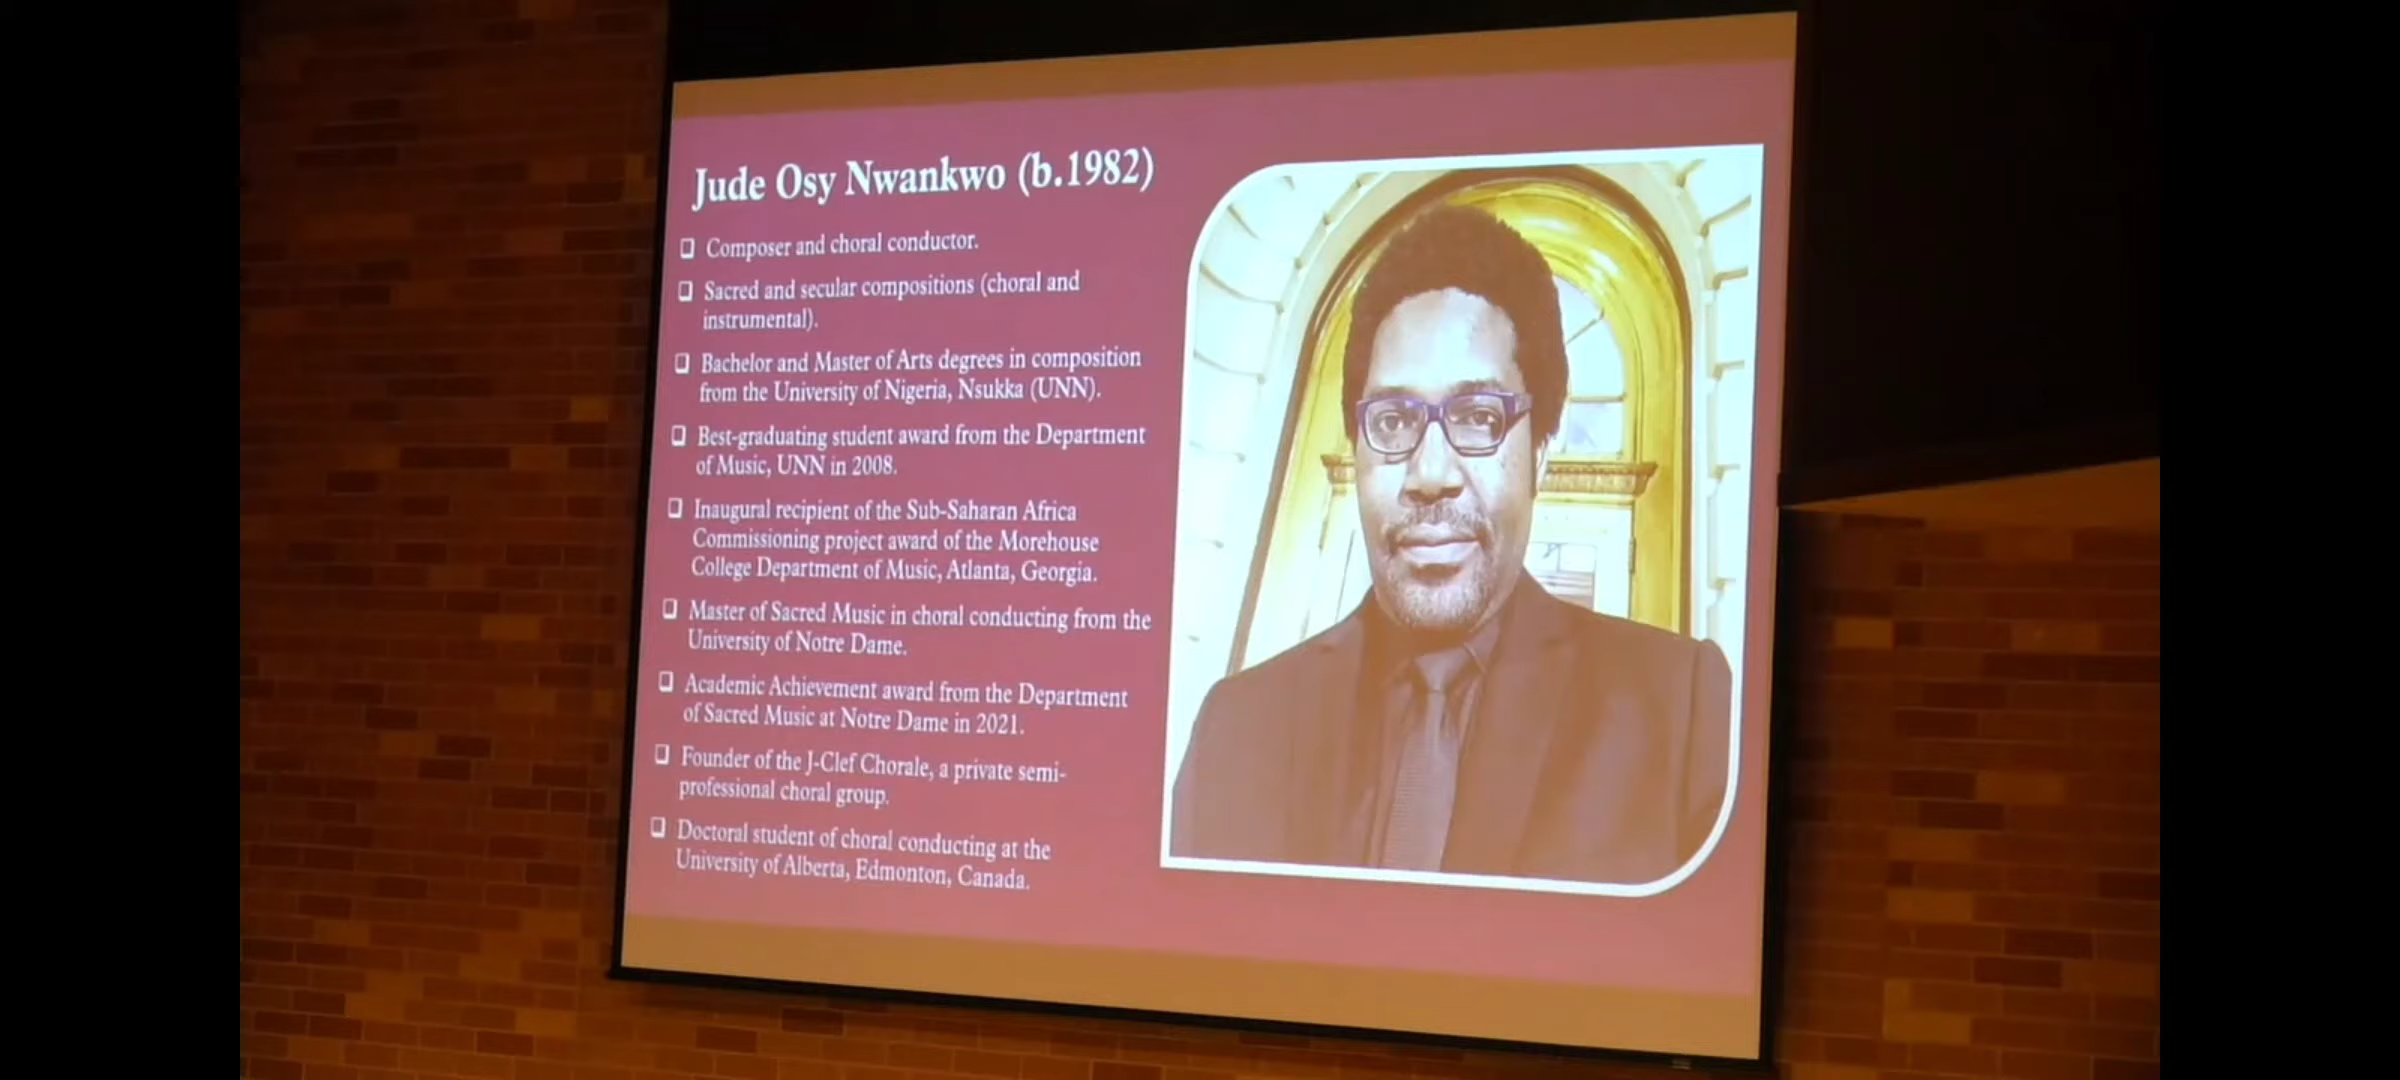 Jude Osy Nwankwo (b.1982)
❑ Composer and choral conductor.
❑ Sacred and secular compositions (choral and
instrumental).
❑ Bachelor and Master of Arts degrees in composition
from the University of Nigeria, Nsukka (UNN).
❑ Best-graduating student award from the Department
of Music, UNN in 2008.
❑ Inaugural recipient of the Sub-Saharan Africa
Commissioning project award of the Morehouse
College Department of Music, Atlanta, Georgia.
❑ Master of Sacred Music in choral conducting from the
University of Notre Dame.
❑ Academic Achievement award from the Department
of Sacred Music at Notre Dame in 2021.
❑ Founder of the J-Clef Chorale, a private semi-
professional choral group.
❑ Doctoral student of choral conducting at the
University of Alberta, Edmonton, Canada.